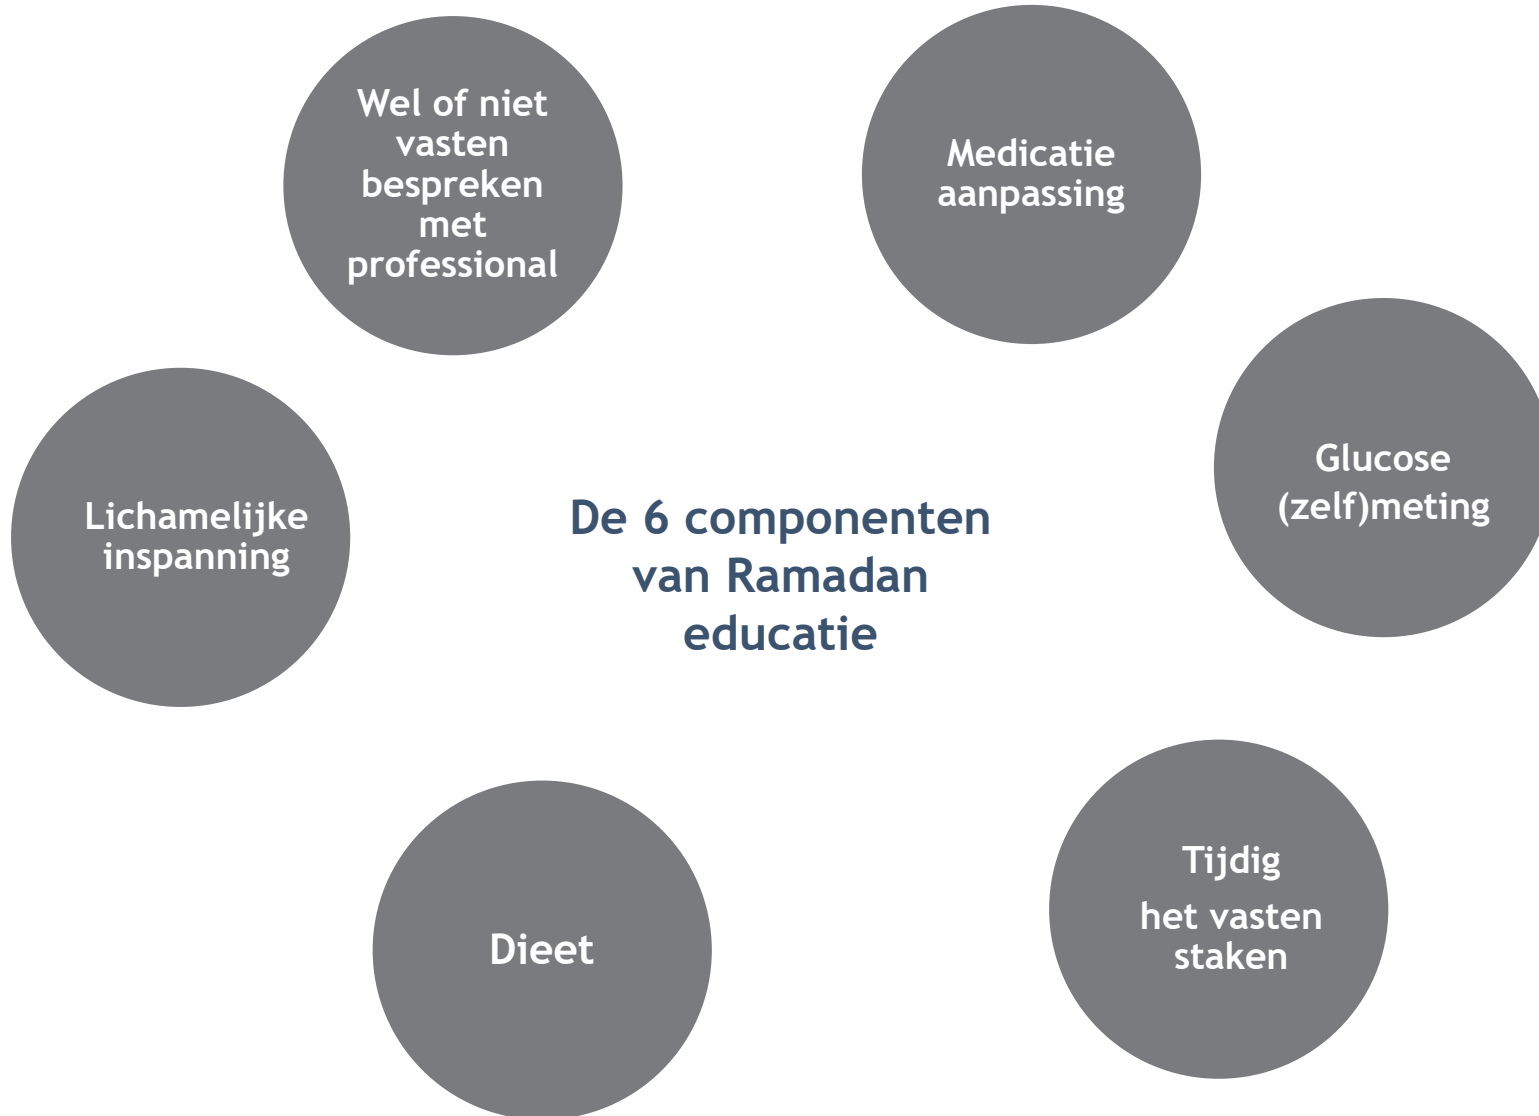 Wel of niet
vasten
bespreken
met
professional
Medicatie
aanpassing
Glucose
(zelf)meting
Lichamelijke
inspanning
De 6 componenten
van Ramadan
educatie
Tijdig
het vasten
staken
Dieet